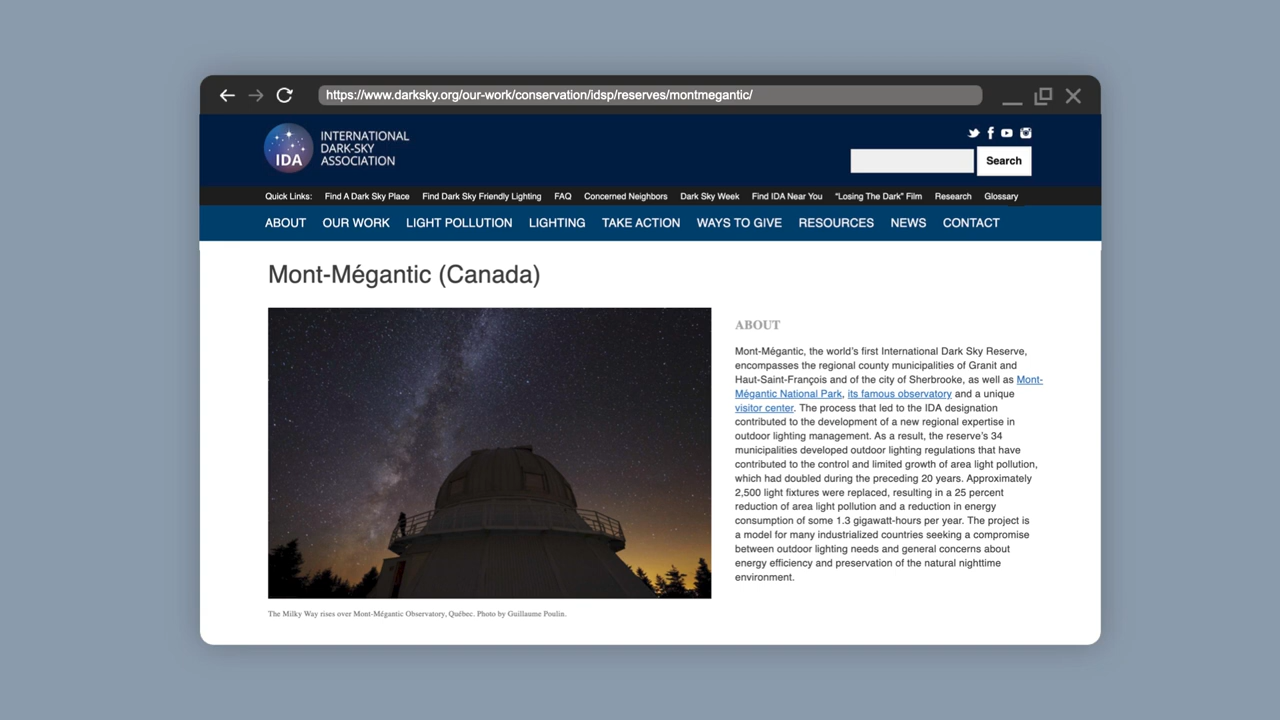 https://www.darksky.org/our-work/conservation/idsp/reserves/montmegantic/
IDA
INTERNATIONAL
DARK-SKY
ASSOCIATION
Search
Quick Links: Find A Dark Sky Place Find Dark Sky Friendly Lighting FAQ Concerned Neighbors Dark Sky Week Find IDA Near You “Losing The Dark” Film Research Glossary
ABOUT OUR WORK LIGHT POLLUTION LIGHTING TAKE ACTION WAYS TO GIVE RESOURCES NEWS CONTACT
Mont-Mégantic (Canada)
ABOUT
Mont-Mégantic, the world’s first International Dark Sky Reserve,
encompasses the regional county municipalities of Granit and
Haut-Saint-François and of the city of Sherbrooke, as well as Mont-
Mégantic National Park, its famous observatory and a unique
visitor center. The process that led to the IDA designation
contributed to the development of a new regional expertise in
outdoor lighting management. As a result, the reserve’s 34
municipalities developed outdoor lighting regulations that have
contributed to the control and limited growth of area light pollution,
which had doubled during the preceding 20 years. Approximately
2,500 light fixtures were replaced, resulting in a 25 percent
reduction of area light pollution and a reduction in energy
consumption of some 1.3 gigawatt-hours per year. The project is
a model for many industrialized countries seeking a compromise
between outdoor lighting needs and general concerns about
energy efficiency and preservation of the natural nighttime
environment.
The Milky Way rises over Mont-Mégantic Observatory, Québec. Photo by Guillaume Poulin.